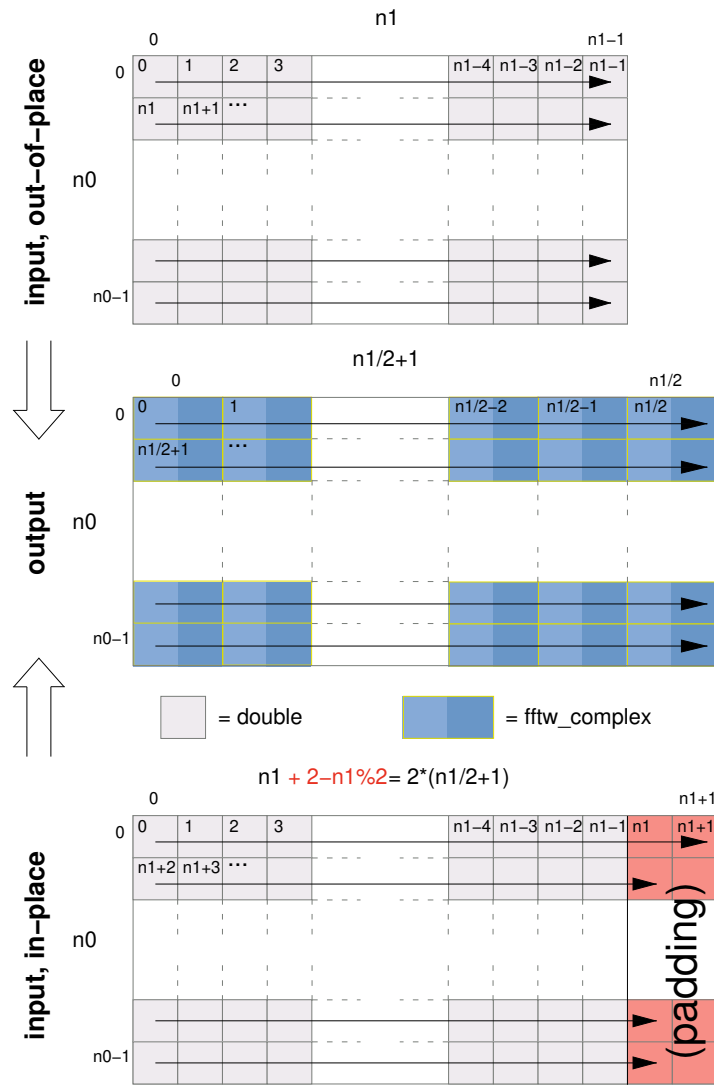 n1
0 n1−1
0 0 1 2 3 n1−4 n1−3 n1−2 n1−1
n1 n1+1 ...
input, out−of−place
n0
n0−1
n1/2+1
0 n1/2
0 0 1 n1/2−2 n1/2−1 n1/2
n1/2+1 ...
output
n0
n0−1
= double = fftw_complex
n1 + 2−n1%2= 2*(n1/2+1)
0 n1+1
0 0 1 2 3 n1−4 n1−3 n1−2 n1−1 n1 n1+1
n1+2 n1+3 ...
input, in−place
n0
(padding)
n0−1